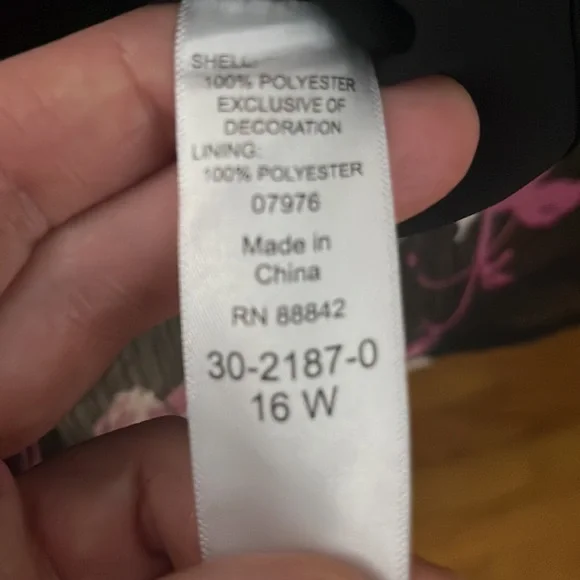 SHELL:
100% POLYESTER
EXCLUSIVE OF
DECORATION
LINING:
100% POLYESTER
07976
Made in
China
RN 88842
30-2187-0
16 W